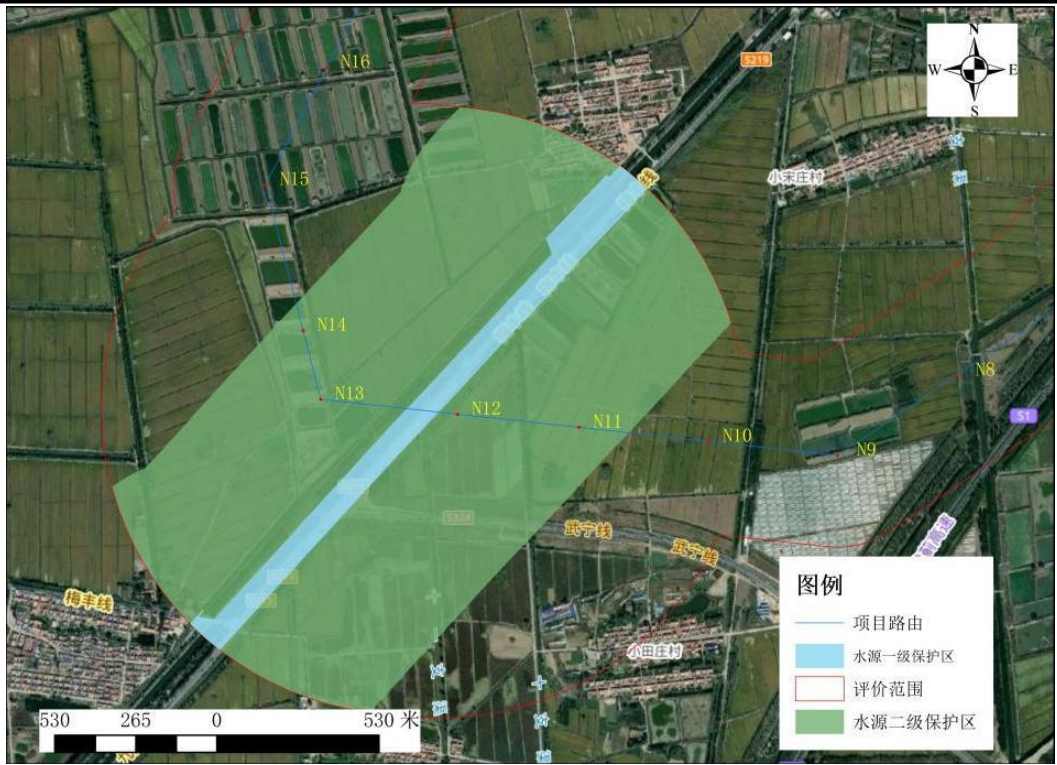 N16
S219
N
W
E
S
小宋庄村
N15
N14
N13
N12
N11
N10
N9
N8
S1
武宁线
武宁线
梅丰线
小田庄村
530 265 0 530 米
图例
项目路由
水源一级保护区
评价范围
水源二级保护区